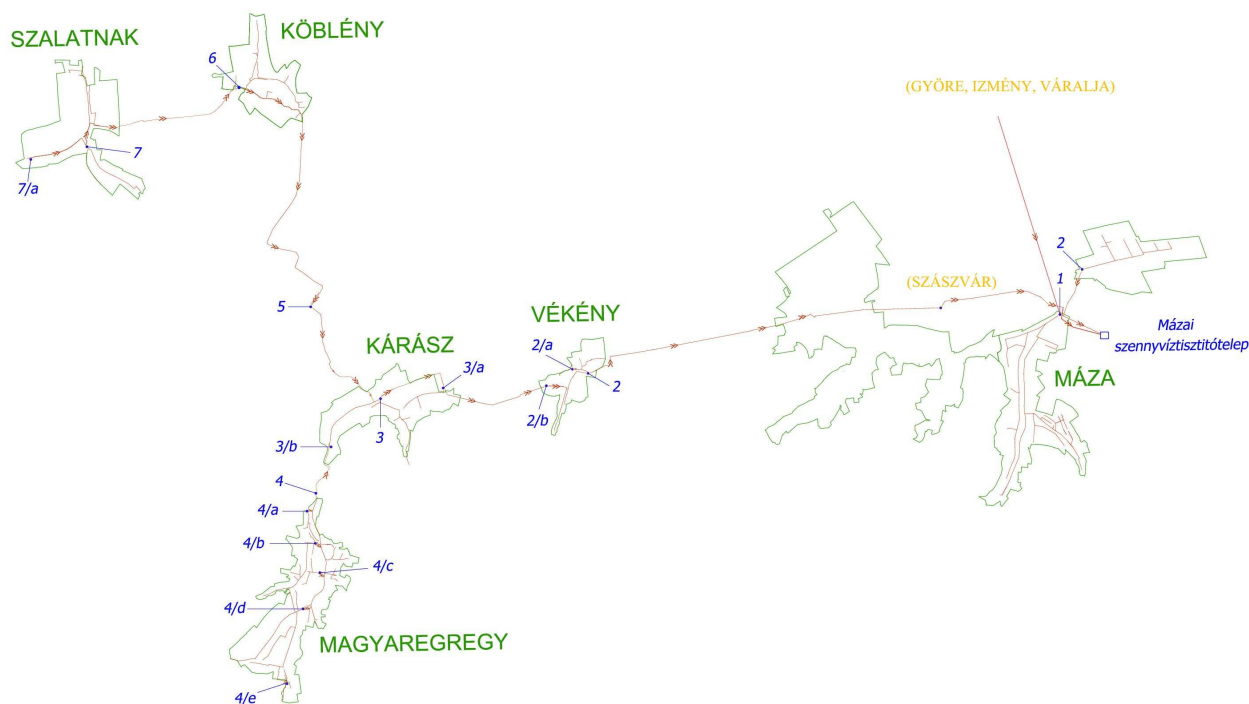 SZALATNAK
KÖBLÉNY
6
7
7/a
(GYÖRE, IZMÉNY, VÁRALJA)
2
1
(SZÁSZVÁR)
5
VÉKÉNY
Mázai
szennyvíztisztitótelep
KÁRÁSZ
2/a
3/a
2
MÁZA
2/b
3
3/b
4
4/a
4/b
4/c
4/d
MAGYAREGREGY
4/e